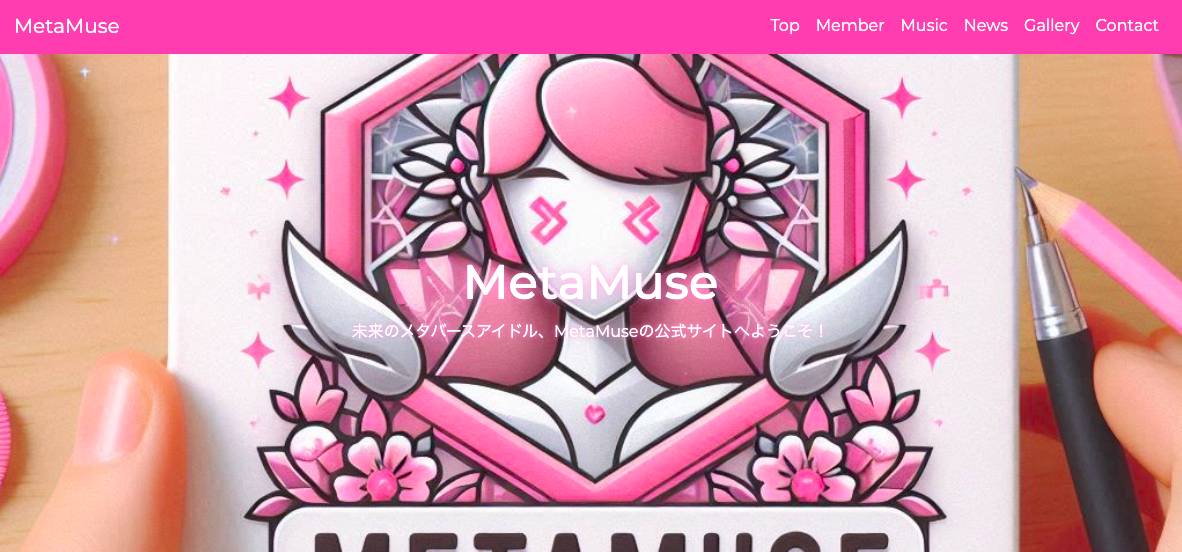 MetaMuse
Top Member Music News Gallery Contact
MetaMuse
未来のメタバースアイドル、MetaMuseの公式サイトへようこそ！
METAMUSE